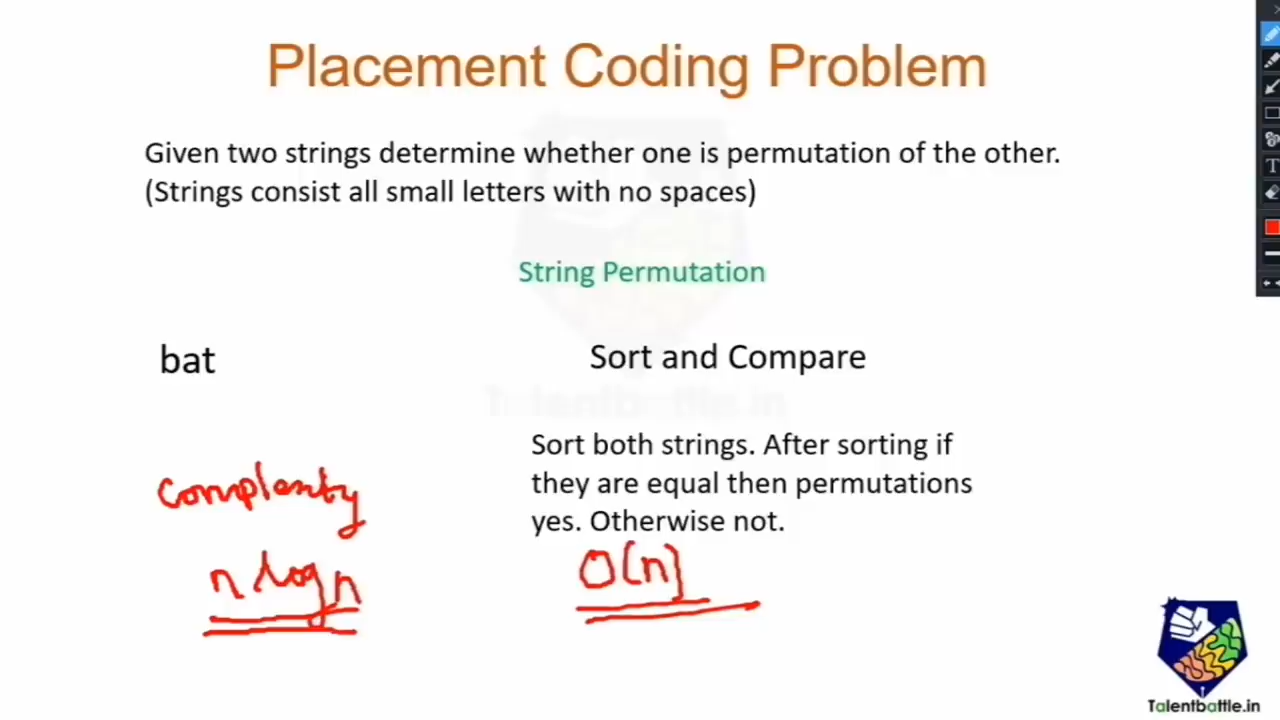 Placement Coding Problem
Given two strings determine whether one is permutation of the other.
(Strings consist all small letters with no spaces)
String Permutation
bat
Sort and Compare
Talentbattle.in
Sort both strings. After sorting if
they are equal then permutations
yes. Otherwise not.
complexity
n log n
O(n)
Talentbattle.in